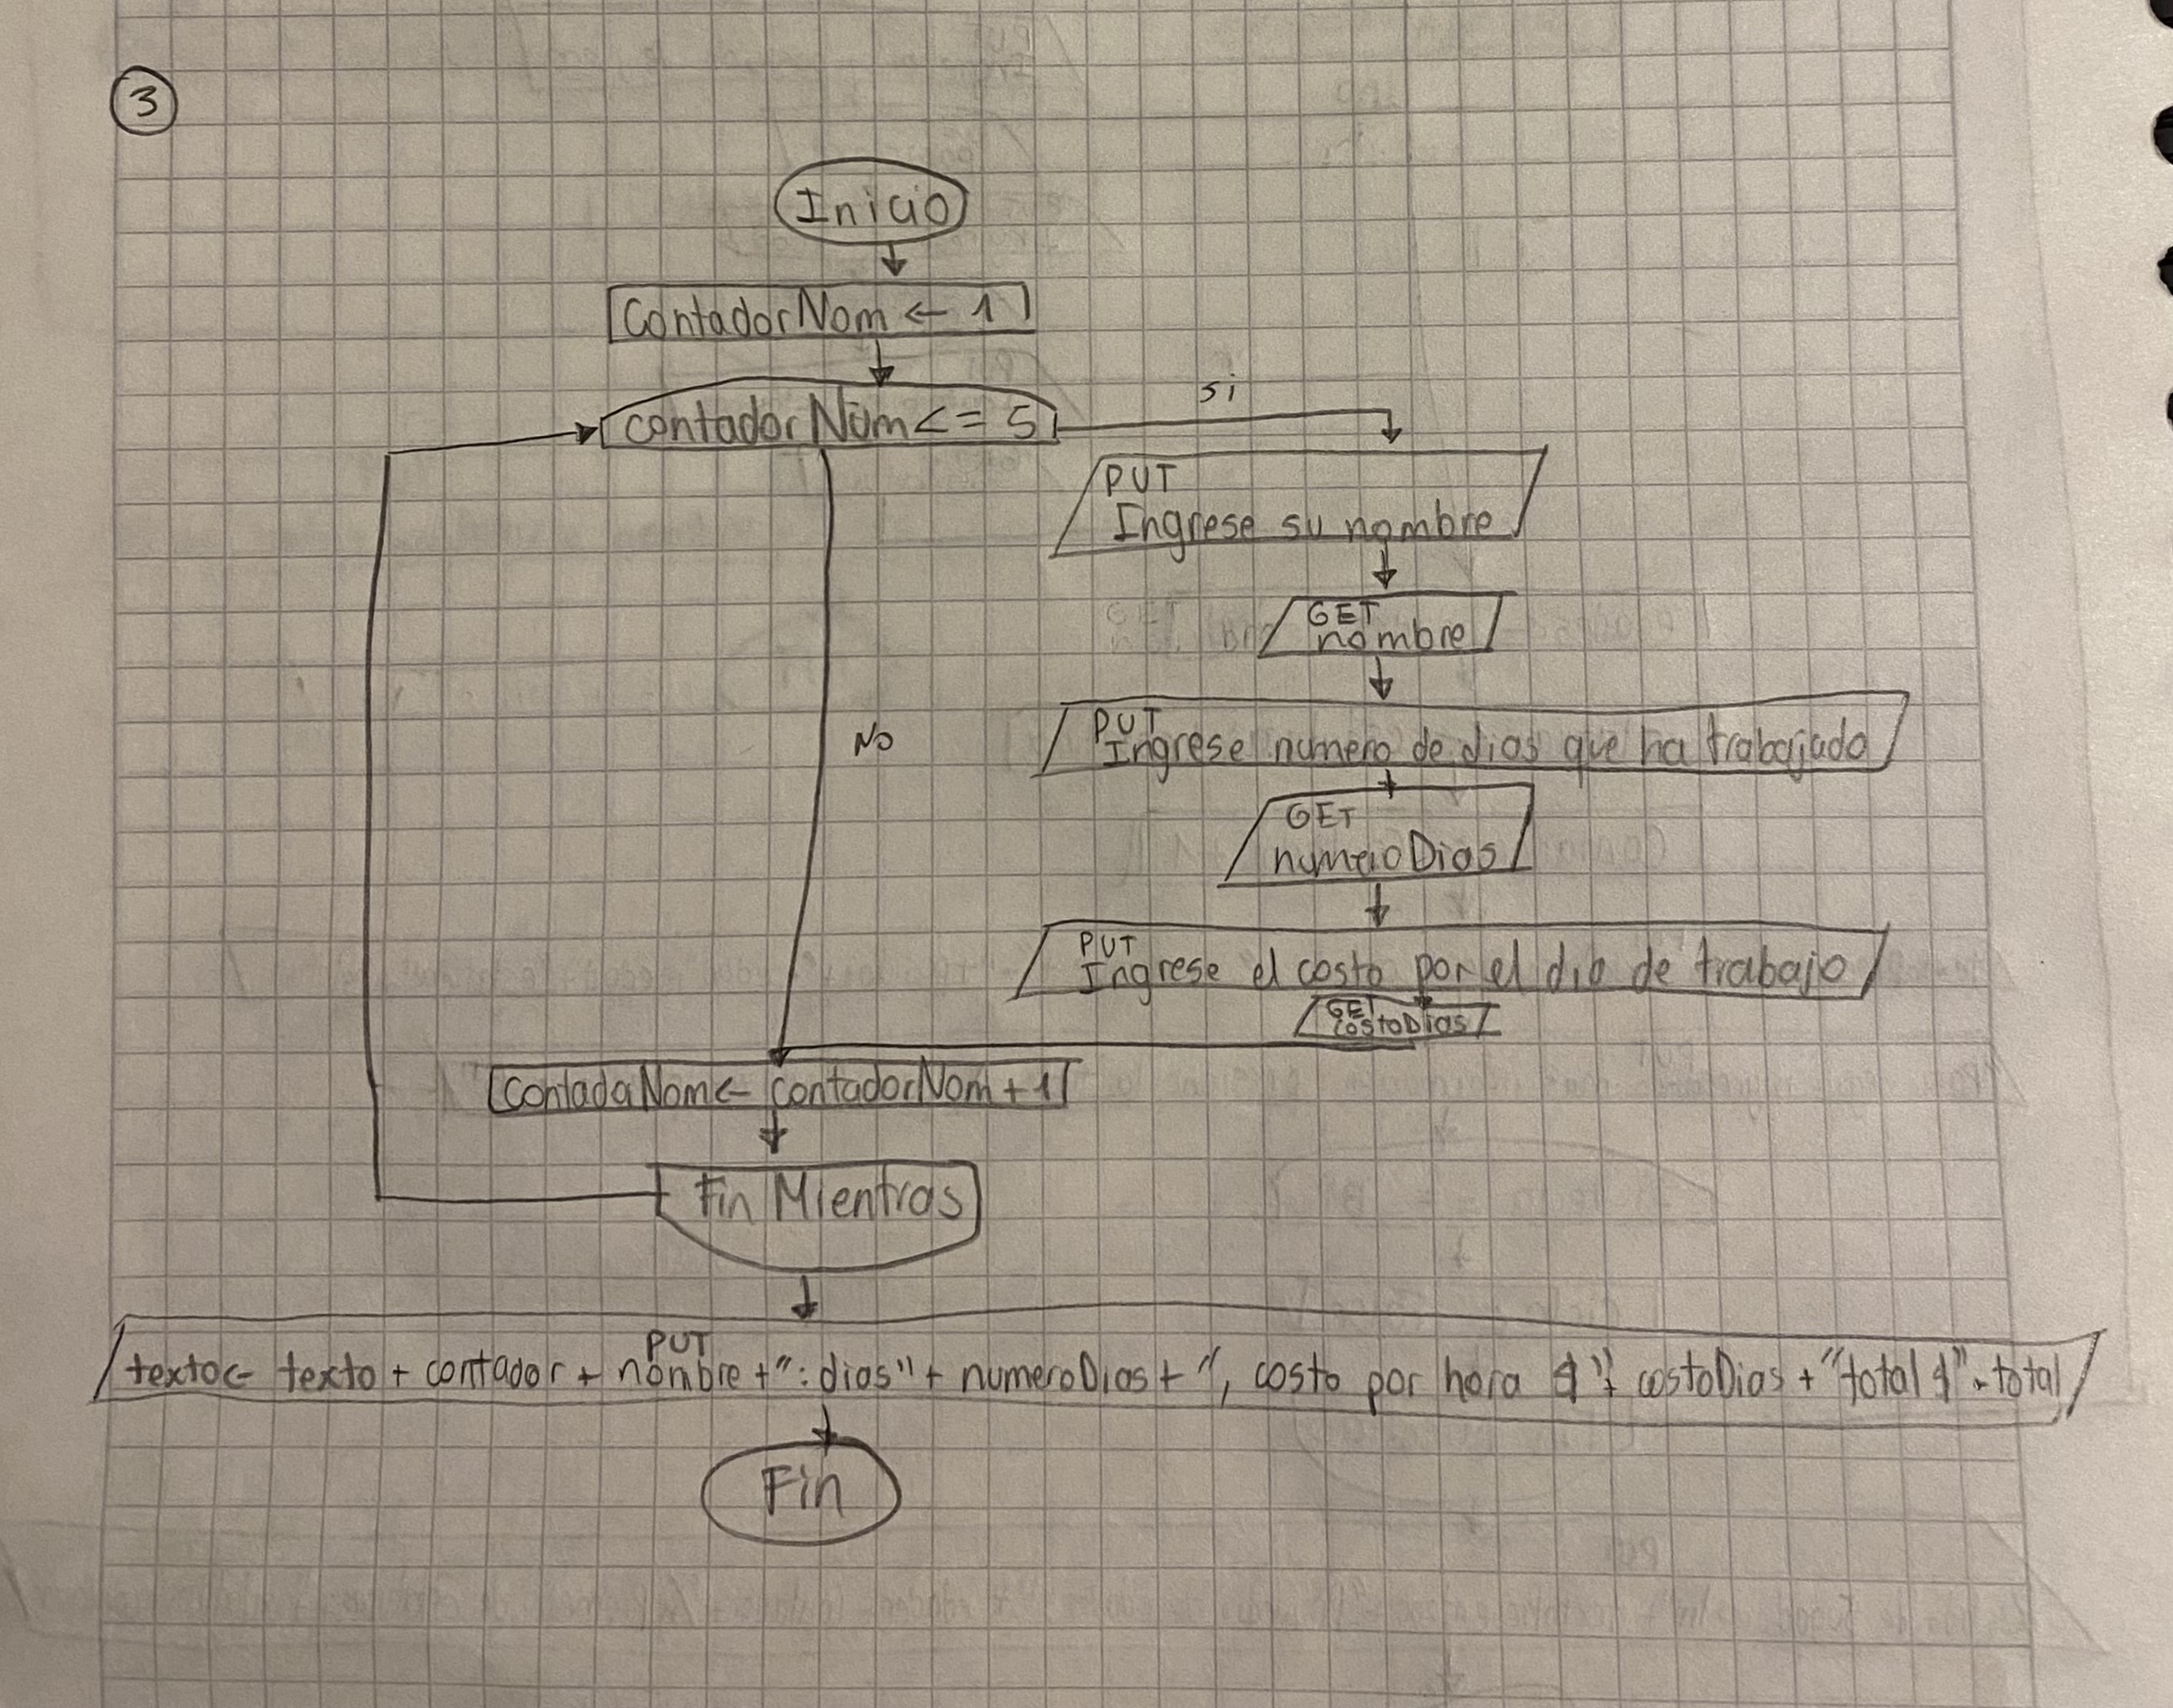 3
Inicio
ContadorNom ← 1
contadorNom <= 5
si
PUT
Ingrese su nombre
GET
nombre
PUT
Ingrese numero de dias que ha trabajado
No
GET
numeroDias
PUT
Ingrese el costo por el dia de trabajo
GET
costoDias
contadaNom ← contadorNom + 1
Fin Mientras
PUT
texto ← texto + contador + nombre + ": dias" + numeroDias + ", costo por hora $" + costoDias + "total $" + total
Fin